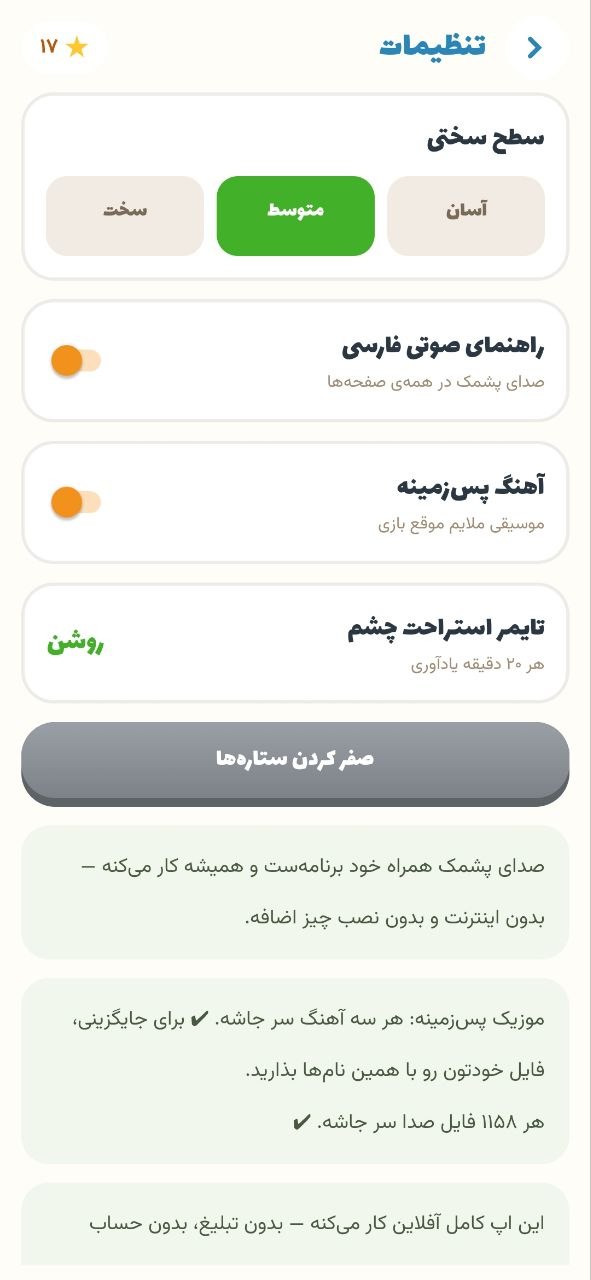 تنظیمات
۱۷
سطح سختی
آسان
متوسط
سخت
راهنمای صوتی فارسی
صدای پشمک در همه‌ی صفحه‌ها
آهنگ پس‌زمینه
موسیقی ملایم موقع بازی
تایمر استراحت چشم
هر ۲۰ دقیقه یادآوری
روشن
صفر کردن ستاره‌ها
صدای پشمک همراه خود برنامه‌ست و همیشه کار می‌کنه –
بدون اینترنت و بدون نصب چیز اضافه.
موزیک پس‌زمینه: هر سه آهنگ سر جاشه. ✔ برای جایگزینی،
فایل خودتون رو با همین نام‌ها بذارید.
هر ۱۱۵۸ فایل صدا سر جاشه. ✔
این اپ کامل آفلاین کار می‌کنه – بدون تبلیغ، بدون حساب